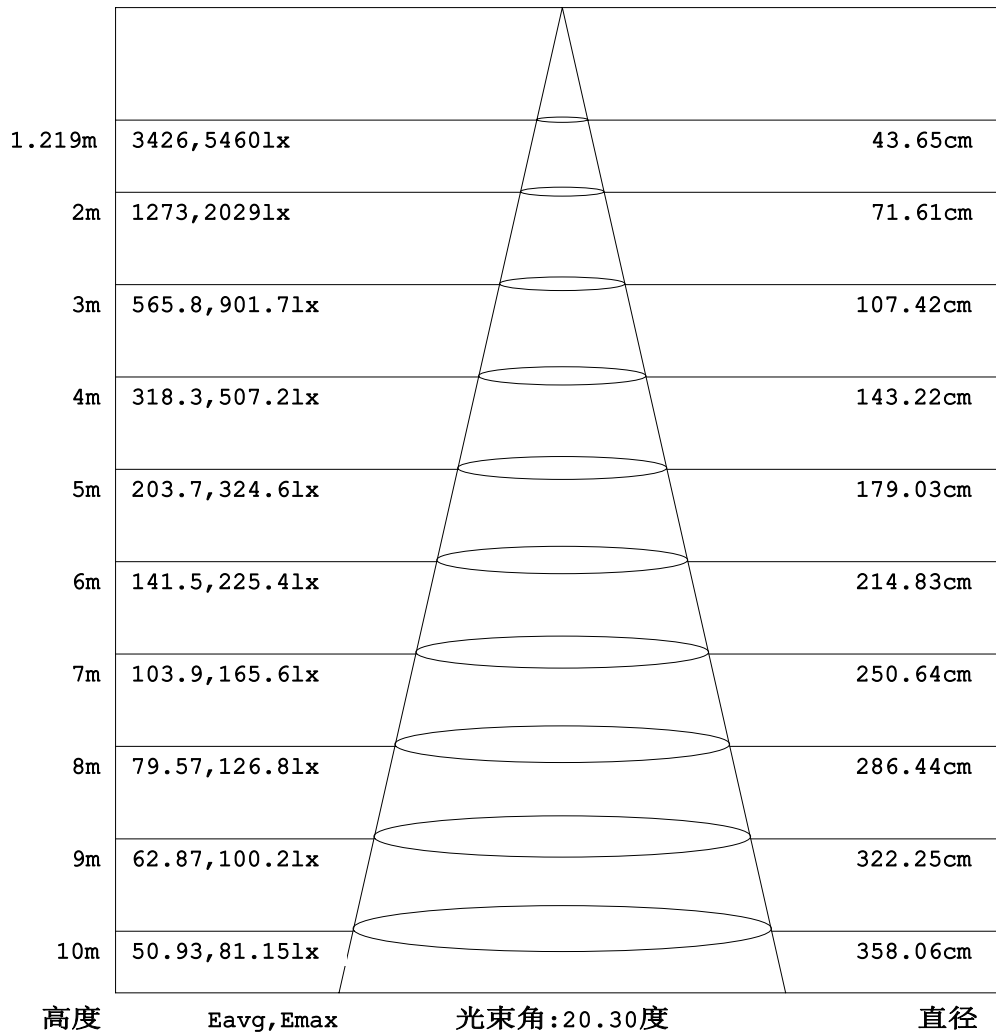 1.219m 3426,5460lx 43.65cm
2m 1273,2029lx 71.61cm
3m 565.8,901.7lx 107.42cm
4m 318.3,507.2lx 143.22cm
5m 203.7,324.6lx 179.03cm
6m 141.5,225.4lx 214.83cm
7m 103.9,165.6lx 250.64cm
8m 79.57,126.8lx 286.44cm
9m 62.87,100.2lx 322.25cm
10m 50.93,81.15lx 358.06cm
高度 Eavg,Emax 光束角:20.30度 直径